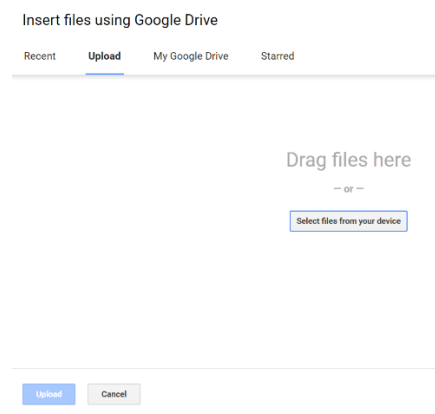 Insert files using Google Drive
Recent Upload My Google Drive Starred
Drag files here
— or —
Select files from your device
Upload Cancel